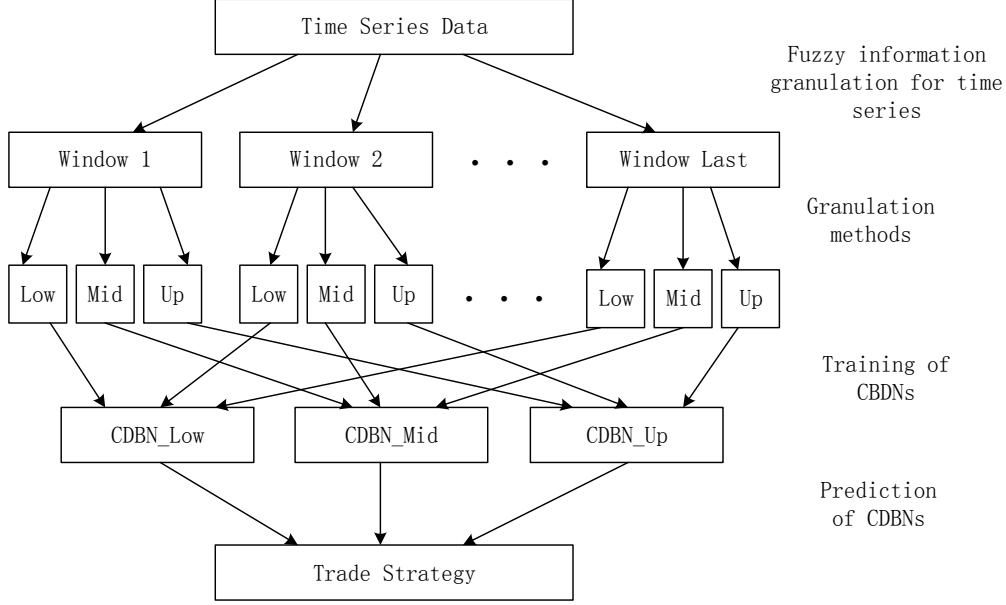 Time Series Data
Fuzzy information
granulation for time
series
Window 1
Window 2
Window Last
Granulation
methods
Low
Mid
Up
Low
Mid
Up
Low
Mid
Up
Training of
CBDNs
CDBN_Low
CDBN_Mid
CDBN_Up
Prediction
of CDBNs
Trade Strategy